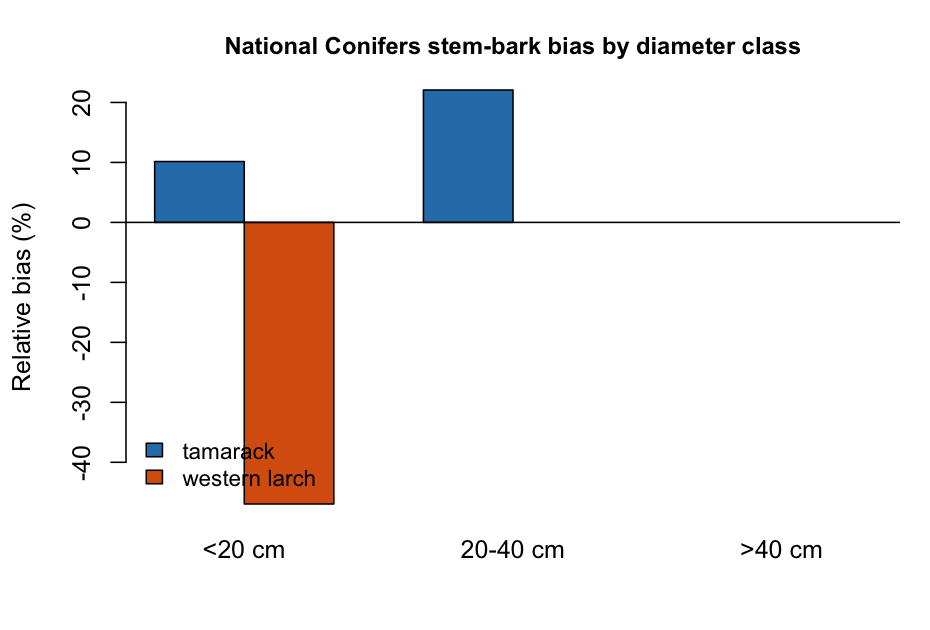 National Conifers stem-bark bias by diameter class
Relative bias (%)
20
10
0
-10
-20
-30
-40
tamarack
western larch
<20 cm
20-40 cm
>40 cm